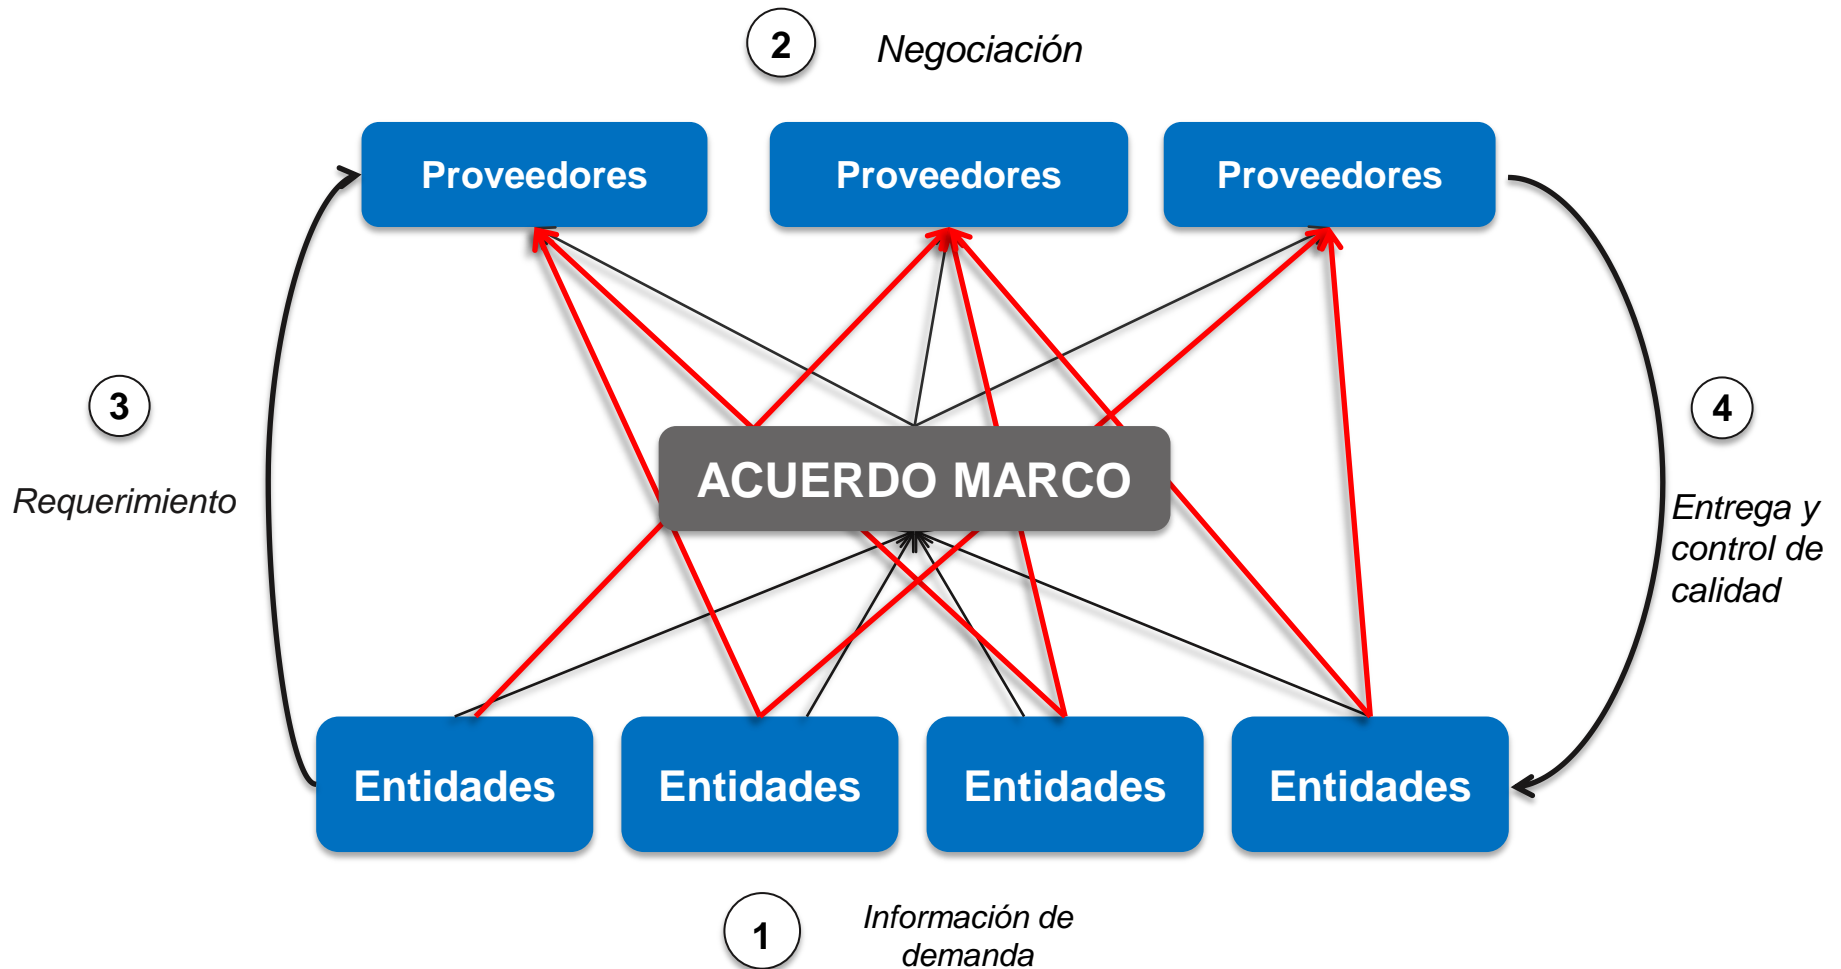 2
Negociación
Proveedores
Proveedores
Proveedores
3
Requerimiento
ACUERDO MARCO
4
Entrega y
control de
calidad
Entidades
Entidades
Entidades
Entidades
1
Información de
demanda